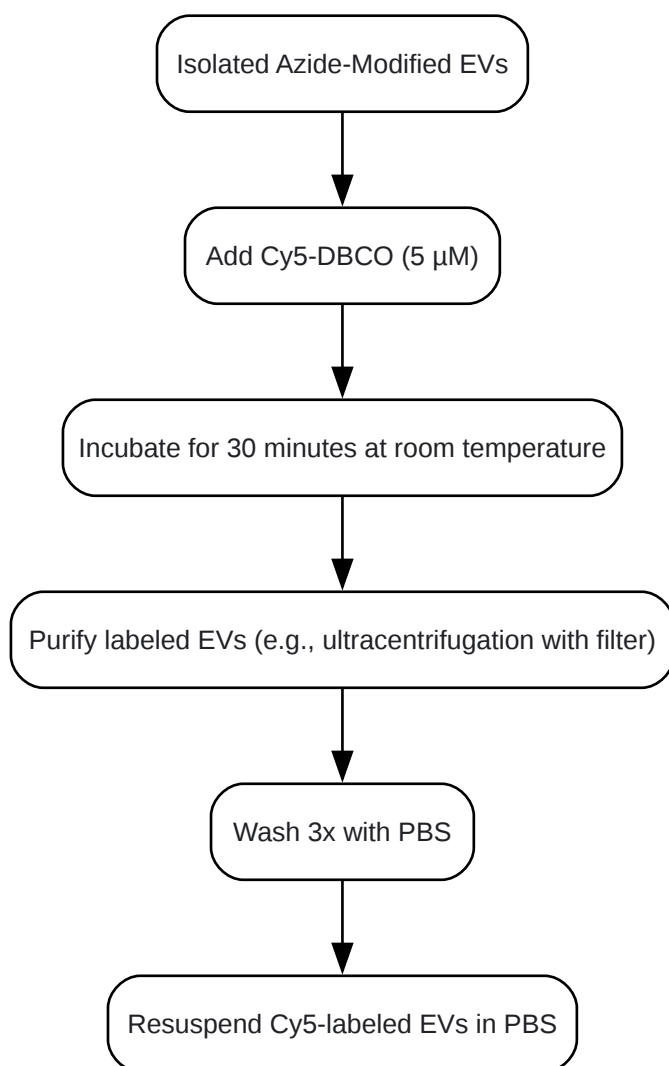 Isolated Azide-Modified EVs
Add Cy5-DBCO (5 µM)
Incubate for 30 minutes at room temperature
Purify labeled EVs (e.g., ultracentrifugation with filter)
Wash 3x with PBS
Resuspend Cy5-labeled EVs in PBS